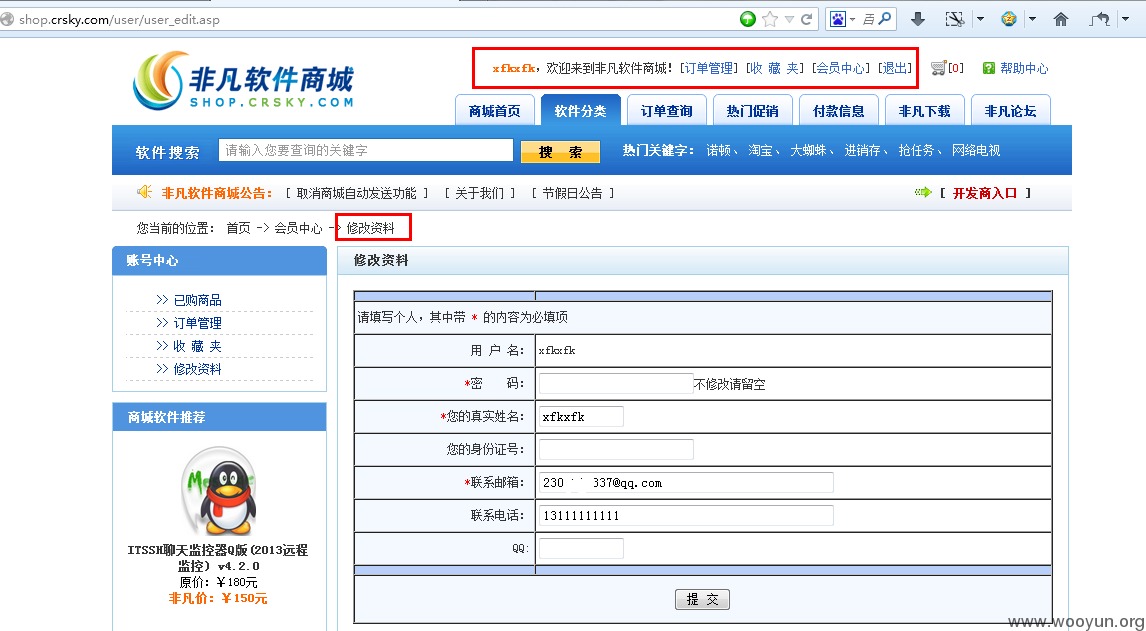 shop.crsky.com/user/user_edit.asp
非凡软件商城
SHOP.CRSKY.COM
xfkxfk，欢迎来到非凡软件商城！[订单管理] [收 藏 夹] [会员中心] [退出]
[0] 帮助中心
商城首页 软件分类 订单查询 热门促销 付款信息 非凡下载 非凡论坛
软件搜索 请输入您要查询的关键字 搜 索 热门关键字： 诺顿、 淘宝、 大蜘蛛、 进销存、 抢任务、 网络电视
非凡软件商城公告： [ 取消商城自动发送功能 ] [ 关于我们 ] [ 节假日公告 ] [ 开发商入口 ]
您当前的位置： 首页 -> 会员中心 -> 修改资料
账号中心
>> 已购商品
>> 订单管理
>> 收 藏 夹
>> 修改资料
商城软件推荐
ITSSH聊天监控器Q版(2013远程
监控) v4.2.0
原价：￥180元
非凡价：￥150元
修改资料
请填写个人，其中带 * 的内容为必填项
用 户 名： xfkxfk
*密 码： 不修改请留空
*您的真实姓名： xfkxfk
您的身份证号：
*联系邮箱： 230 337@qq.com
联系电话： 13111111111
QQ:
提 交
www.wooyun.org